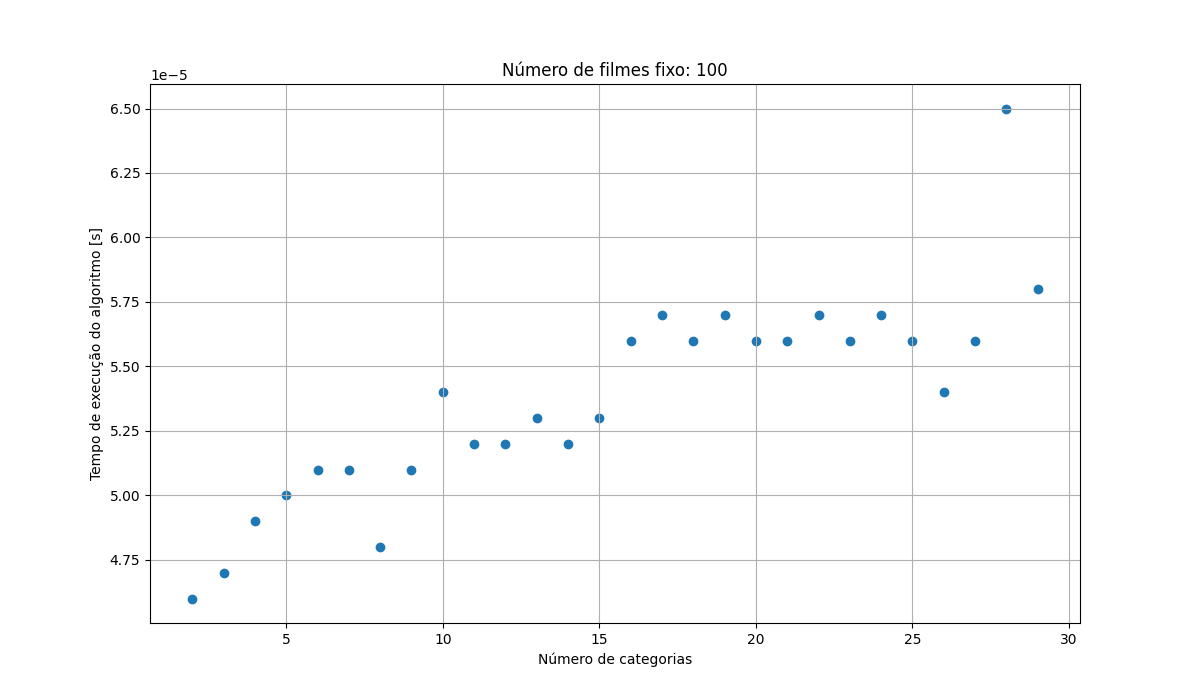 Número de filmes fixo: 100
1e−5
6.50
6.25
6.00
5.75
5.50
5.25
5.00
4.75
Tempo de execução do algoritmo [s]
5 10 15 20 25 30
Número de categorias